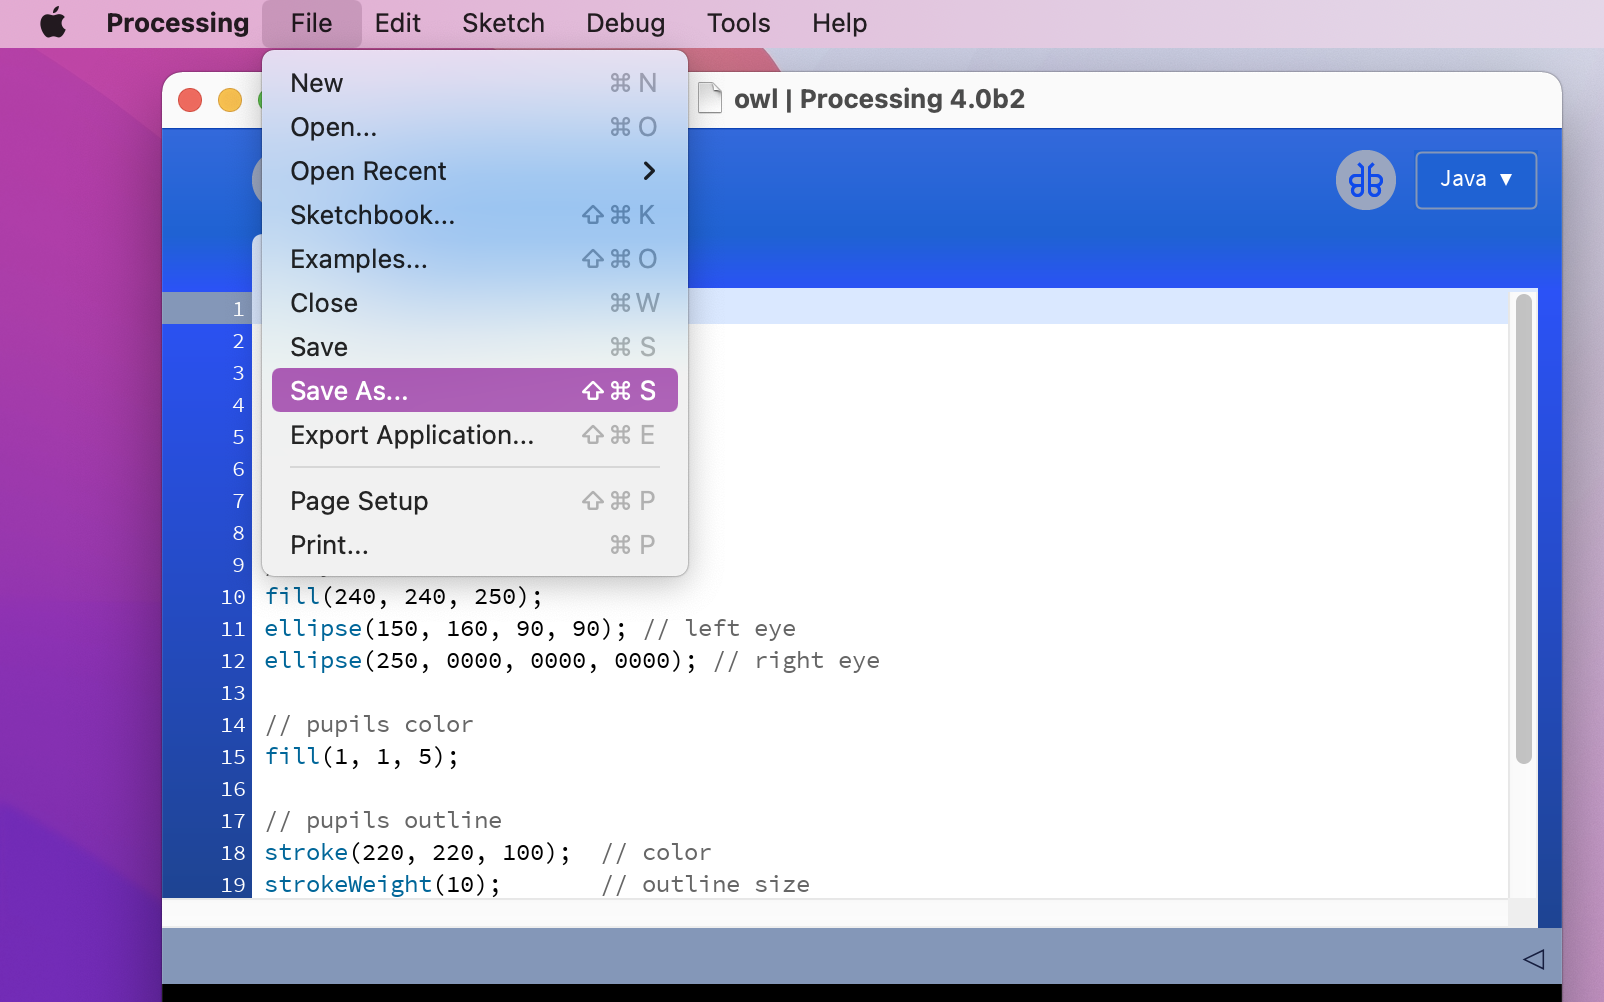 Processing File Edit Sketch Debug Tools Help
owl | Processing 4.0b2
Java ▼
New ⌘ N
Open... ⌘ O
Open Recent >
Sketchbook... ⇧ ⌘ K
Examples... ⇧ ⌘ O
Close ⌘ W
Save ⌘ S
Save As... ⇧ ⌘ S
Export Application... ⇧ ⌘ E
Page Setup ⇧ ⌘ P
Print... ⌘ P
1
2
3
4
5
6
7
8
9
10 fill(240, 240, 250);
11 ellipse(150, 160, 90, 90); // left eye
12 ellipse(250, 0000, 0000, 0000); // right eye
13
14 // pupils color
15 fill(1, 1, 5);
16
17 // pupils outline
18 stroke(220, 220, 100);  // color
19 strokeWeight(10);       // outline size